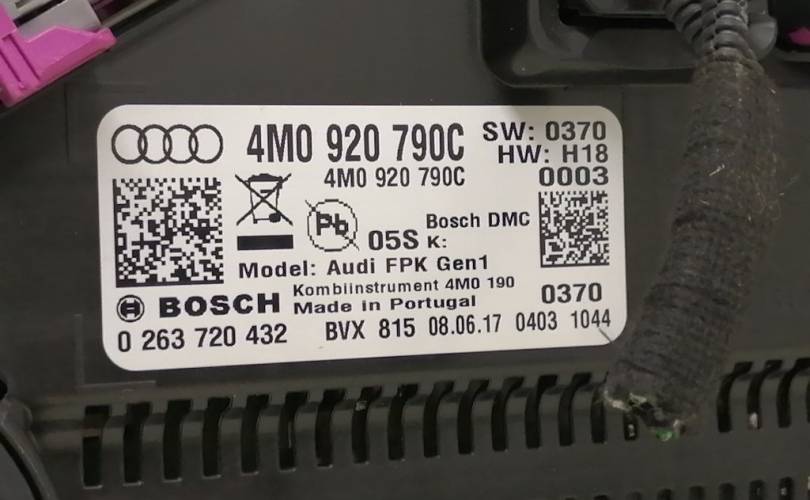 4M0 920 790C SW: 0370
HW: H18
4M0 920 790C 0003
Pb
Bosch DMC
05S K:
Model: Audi FPK Gen1
Kombiinstrument 4M0 190
BOSCH Made in Portugal 0370
0 263 720 432 BVX 815 08.06.17 0403 1044